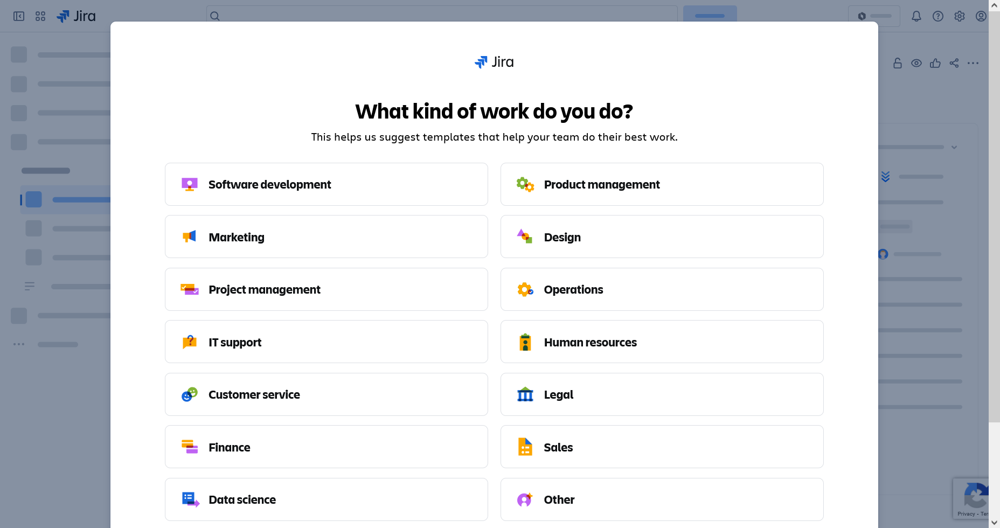 Jira
Jira
What kind of work do you do?
This helps us suggest templates that help your team do their best work.
Software development
Product management
Marketing
Design
Project management
Operations
IT support
Human resources
Customer service
Legal
Finance
Sales
Data science
Other
Privacy -